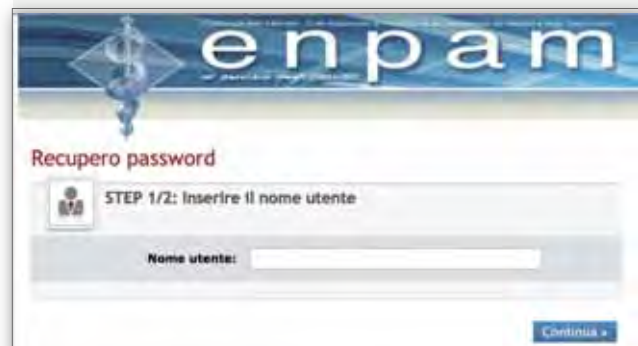 enpam
Recupero password
STEP 1/2: Inserire il nome utente
Nome utente:
Continua »